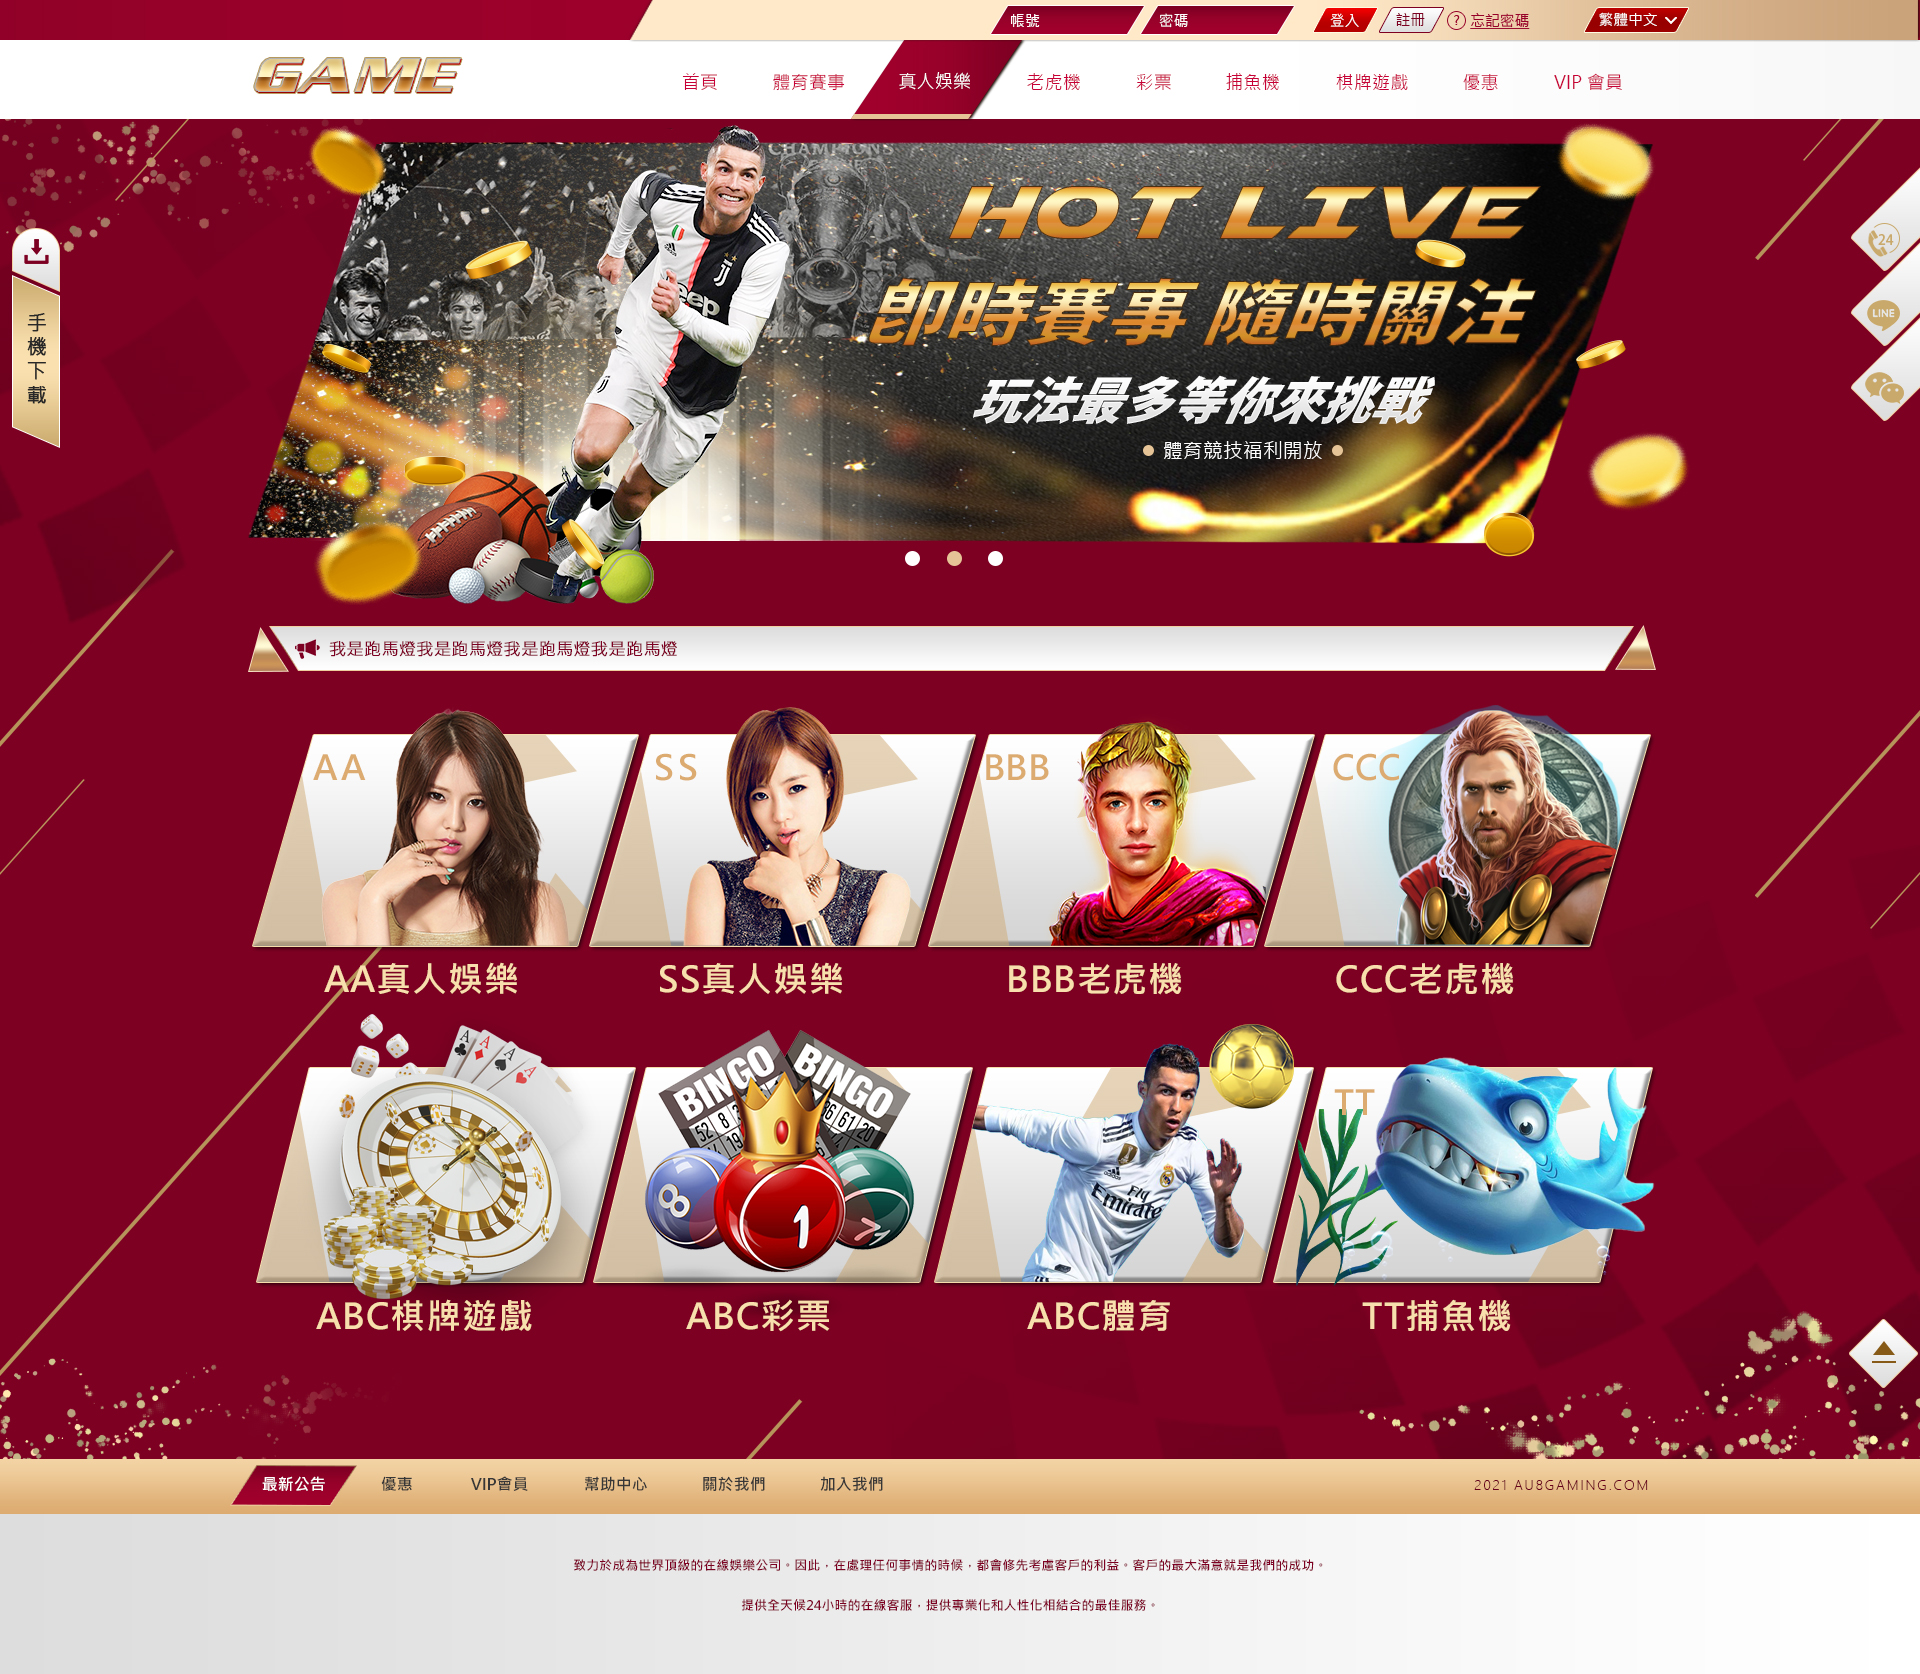 帳號
密碼
登入
註冊
?
忘記密碼
繁體中文
GAME
首頁
體育賽事
真人娛樂
老虎機
彩票
捕魚機
棋牌遊戲
優惠
VIP 會員
CHAMPIONS
HOT LIVE
即時賽事 隨時關注
玩法最多等你來挑戰
體育競技福利開放
Jeep
7
手機下載
24
LINE
我是跑馬燈我是跑馬燈我是跑馬燈我是跑馬燈
AA
SS
BBB
CCC
AA真人娛樂
SS真人娛樂
BBB老虎機
CCC老虎機
A
A
A
A
BINGO
BINGO
52 8
19
61 20
8
1
7
Fly
Emirate
TT
ABC棋牌遊戲
ABC彩票
ABC體育
TT捕魚機
最新公告
優惠
VIP會員
幫助中心
關於我們
加入我們
2021 AU8GAMING.COM
致力於成為世界頂級的在線娛樂公司。因此，在處理任何事情的時候，都會修先考慮客戶的利益。客戶的最大滿意就是我們的成功。
提供全天候24小時的在線客服，提供專業化和人性化相結合的最佳服務。